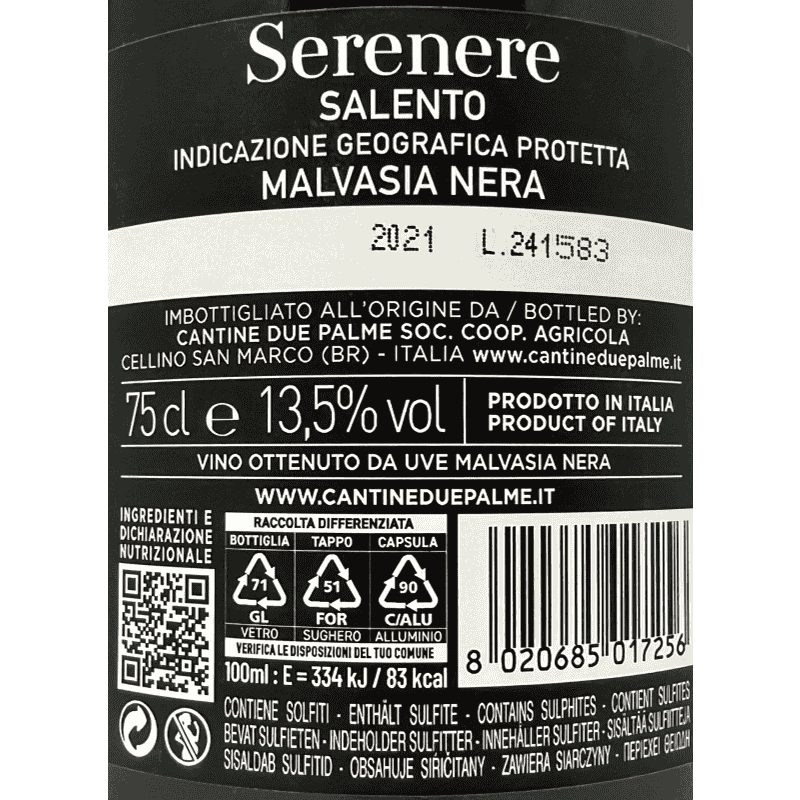 Serenere
SALENTO
INDICAZIONE GEOGRAFICA PROTETTA
MALVASIA NERA
2021 L.241583
IMBOTTIGLIATO ALL'ORIGINE DA / BOTTLED BY:
CANTINE DUE PALME SOC. COOP. AGRICOLA
CELLINO SAN MARCO (BR) - ITALIA www.cantineduepalme.it
75 cl e 13,5% vol
PRODOTTO IN ITALIA
PRODUCT OF ITALY
VINO OTTENUTO DA UVE MALVASIA NERA
WWW.CANTINEDUEPALME.IT
INGREDIENTI E
DICHIARAZIONE
NUTRIZIONALE
RACCOLTA DIFFERENZIATA
BOTTIGLIA TAPPO CAPSULA
71 51 90
GL FOR C/ALU
VETRO SUGHERO ALLUMINIO
VERIFICA LE DISPOSIZIONI DEL TUO COMUNE
100ml : E = 334 kJ / 83 kcal
8 020685 017256
CONTIENE SOLFITI - ENTHÄLT SULFITE - CONTAINS SULPHITES - CONTIENT SULFITES
BEVAT SULFIETEN - INDEHOLDER SULFITTER - INNEHÅLLER SULFITER - SISÄLTÄÄ SULFIITTEJA
SISALDAB SULFITID - OBSAHUJE SIŘIČITANY - ZAWIERA SIARCZYNY - ΠΕΡΙΕΧΕΙ ΘΕΙΩΔΗ